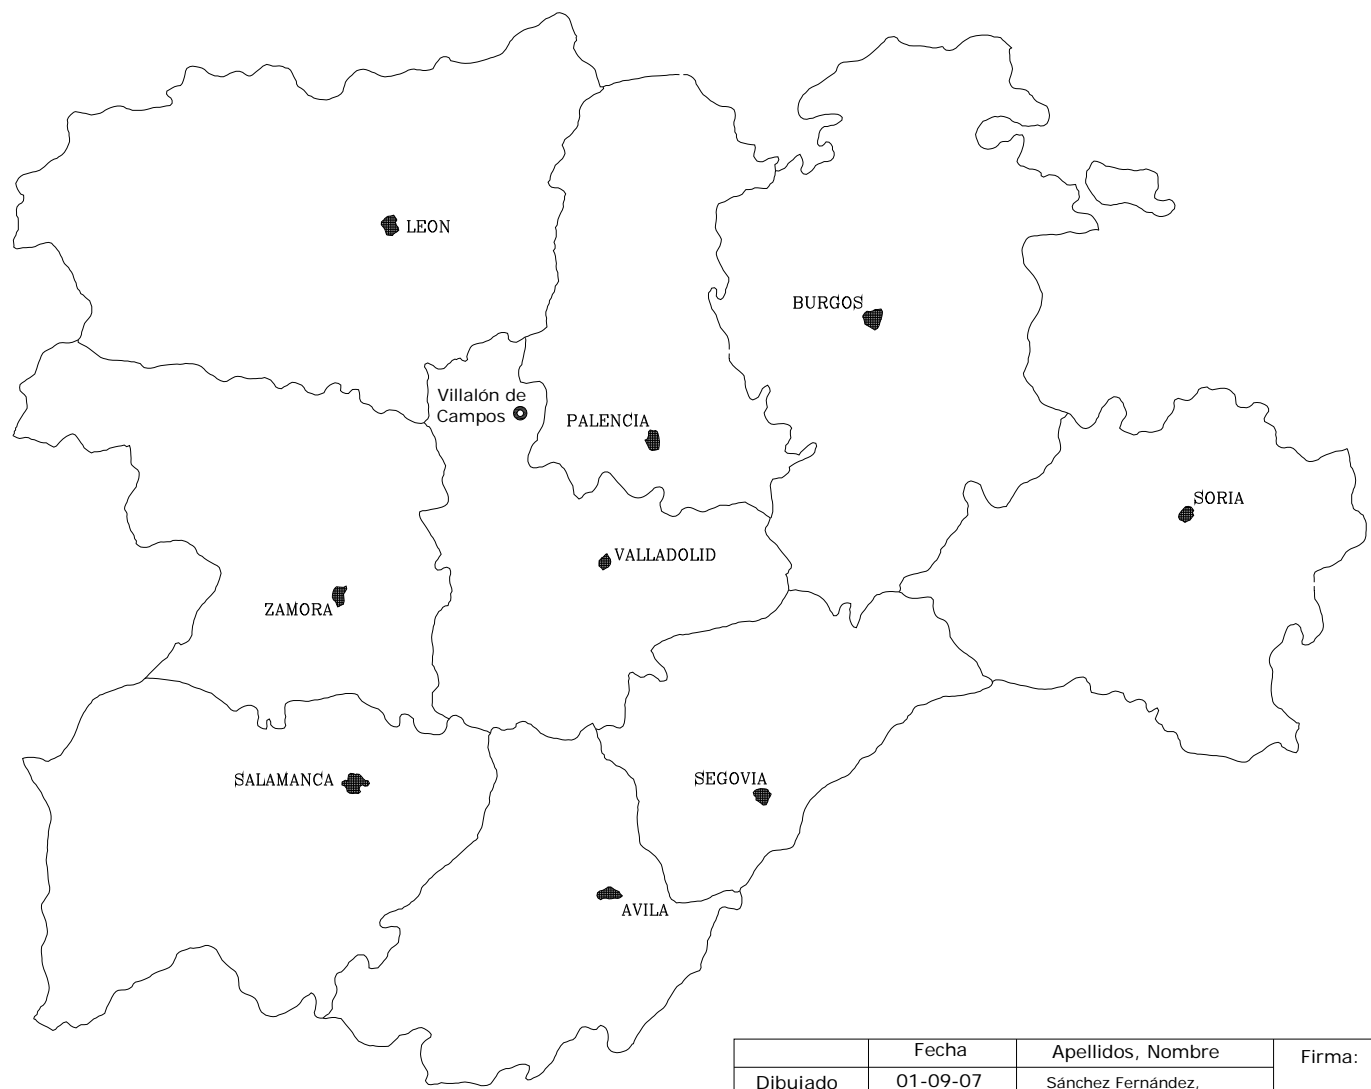 LEON
BURGOS
Villalón de
Campos
PALENCIA
SORIA
VALLADOLID
ZAMORA
SALAMANCA
SEGOVIA
AVILA
Fecha Apellidos, Nombre Firma:
Dibujado 01-09-07 Sánchez Fernández,